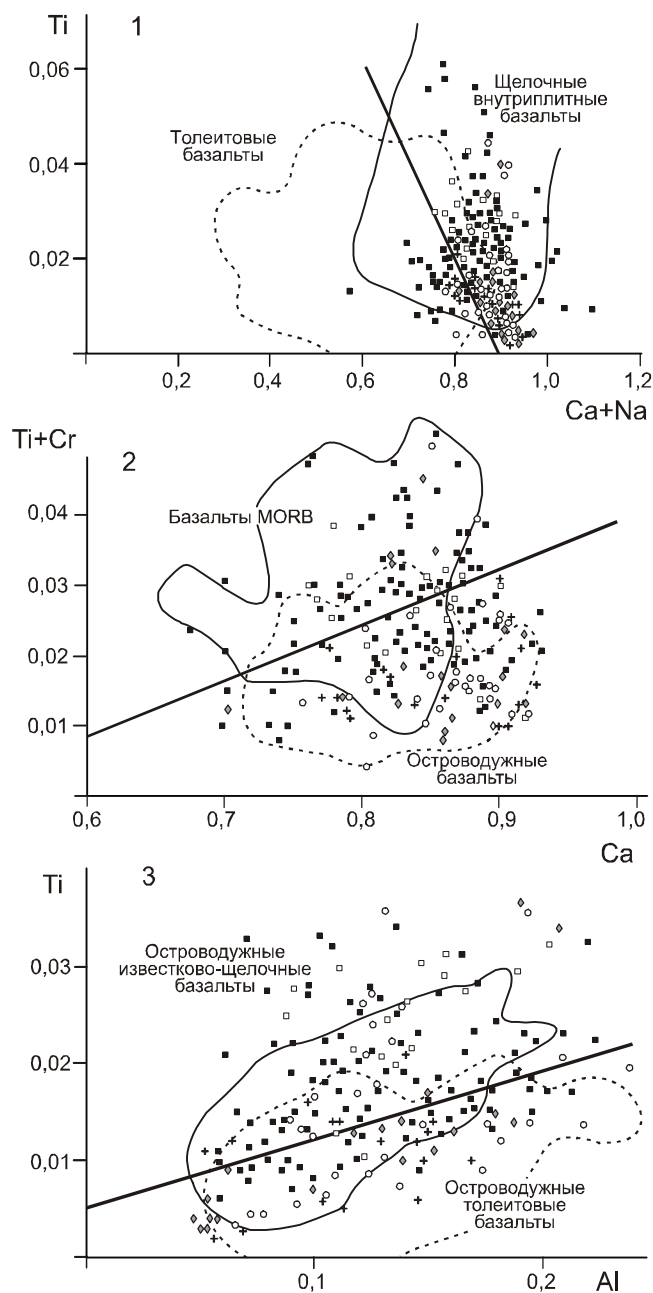 Ti
1
0,06
Щелочные
внутриплитные
базальты
Толеитовые
базальты
0,04
0,02
0,2
0,4
0,6
0,8
1,0
1,2
Ca+Na
Ti+Cr
2
0,04
Базальты MORB
0,03
0,02
0,01
Островодужные
базальты
0,6
0,7
0,8
0,9
1,0
Ca
Ti
3
Островодужные
известково-щелочные
базальты
0,03
0,02
0,01
Островодужные
толеитовые
базальты
0,1
0,2
Al